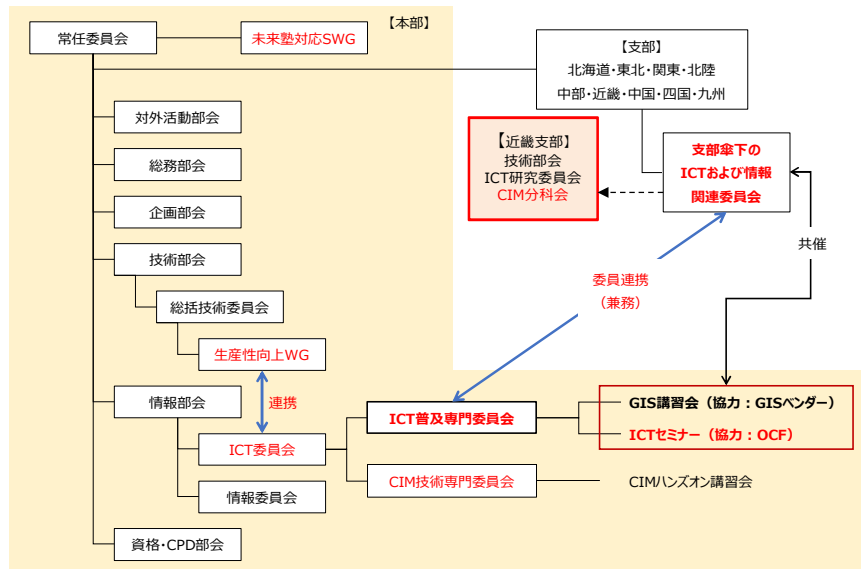 常任委員会
未来塾対応SWG
【本部】
【支部】
北海道・東北・関東・北陸
中部・近畿・中国・四国・九州
対外活動部会
総務部会
企画部会
技術部会
総括技術委員会
生産性向上WG
【近畿支部】
技術部会
ICT研究委員会
CIM分科会
支部傘下の
ICTおよび情報
関連委員会
共催
委員連携
（兼務）
連携
情報部会
ICT委員会
情報委員会
資格・CPD部会
ICT普及専門委員会
CIM技術専門委員会
GIS講習会（協力：GISベンダー）
ICTセミナー（協力：OCF）
CIMハンズオン講習会